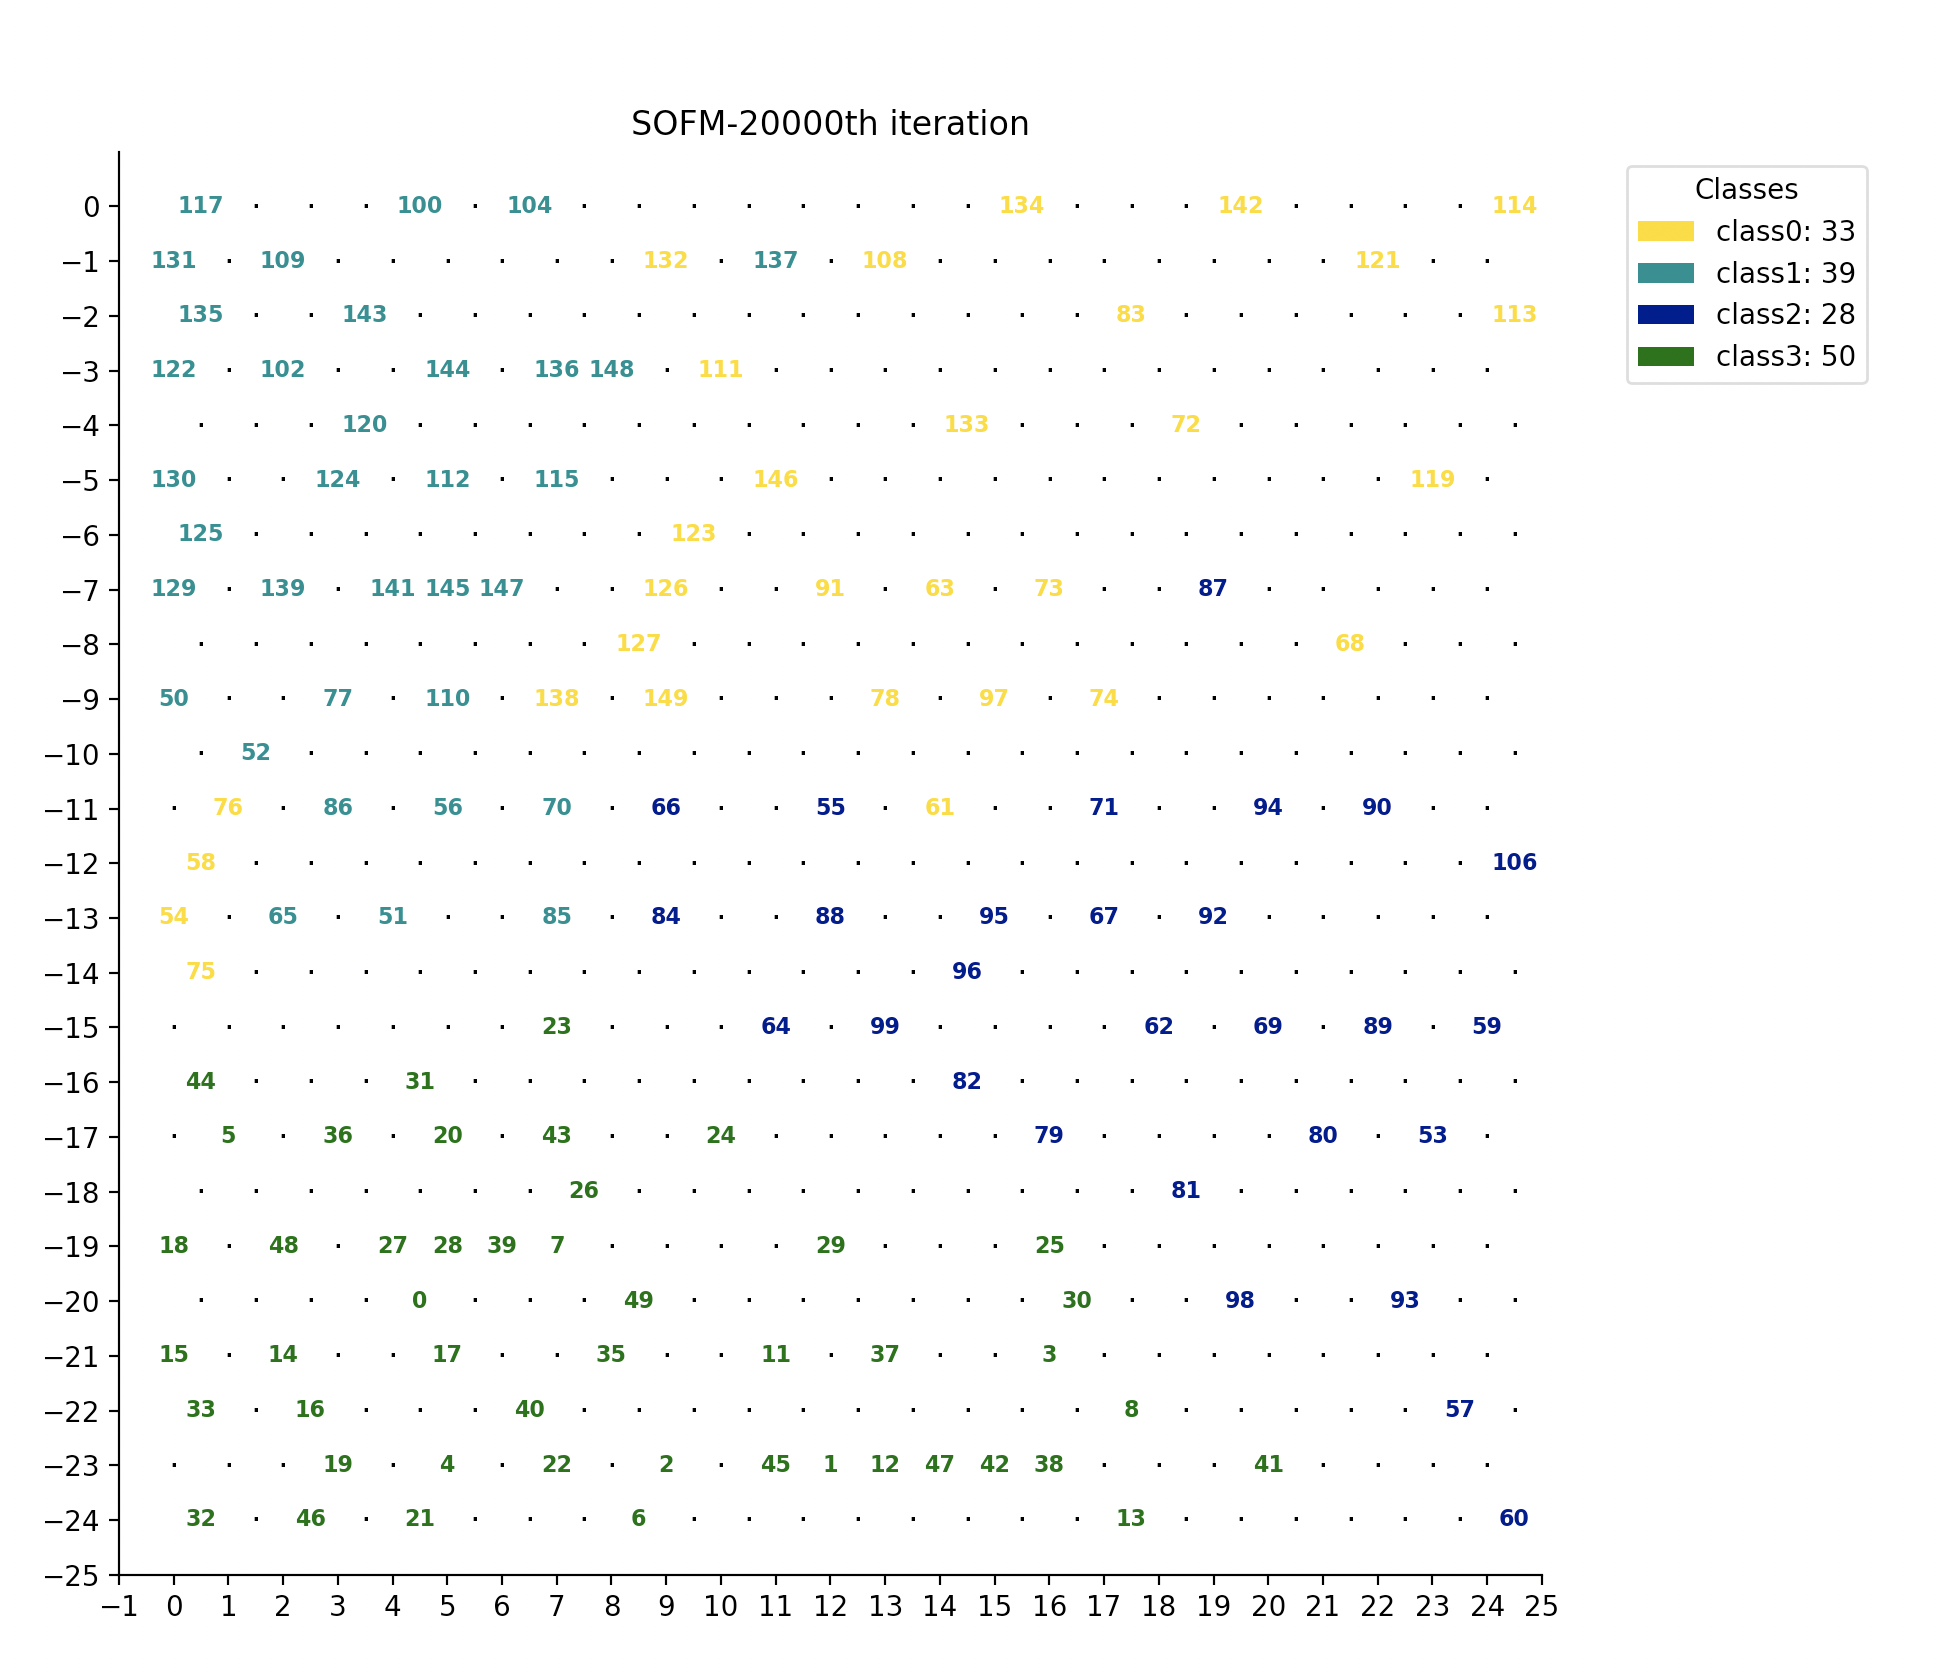 SOFM-20000th iteration
Classes
class0: 33
class1: 39
class2: 28
class3: 50
0 117 100 104 134 142 114
−1 131 109 132 137 108 121
−2 135 143 83 113
−3 122 102 144 136 148 111
−4 120 133 72
−5 130 124 112 115 146 119
−6 125 123
−7 129 139 141 145 147 126 91 63 73 87
−8 127 68
−9 50 77 110 138 149 78 97 74
−10 52
−11 76 86 56 70 66 55 61 71 94 90
−12 58 106
−13 54 65 51 85 84 88 95 67 92
−14 75 96
−15 23 64 99 62 69 89 59
−16 44 31 82
−17 5 36 20 43 24 79 80 53
−18 26 81
−19 18 48 27 28 39 7 29 25
−20 0 49 30 98 93
−21 15 14 17 35 11 37 3
−22 33 16 40 8 57
−23 19 4 22 2 45 1 12 47 42 38 41
−24 32 46 21 6 13 60
−25
−1 0 1 2 3 4 5 6 7 8 9 10 11 12 13 14 15 16 17 18 19 20 21 22 23 24 25